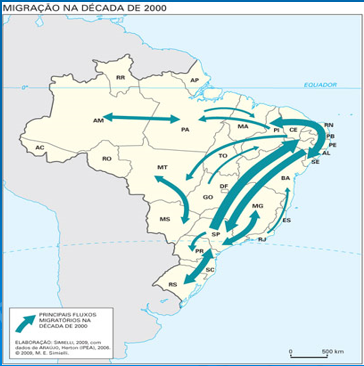 MIGRAÇÃO NA DÉCADA DE 2000
RR
AP
EQUADOR
AM
PA
MA
CE
RN
PI
PB
PE
AC
AL
TO
SE
RO
MT
BA
DF
GO
MG
MS
ES
SP
RJ
PR
SC
RS
PRINCIPAIS FLUXOS
MIGRATÓRIOS NA
DÉCADA DE 2000
ELABORAÇÃO: SIMIELLI, 2009, com
dados de ARAÚJO, Herton (IPEA), 2008.
© 2009, M. E. Simielli.
0 500 km